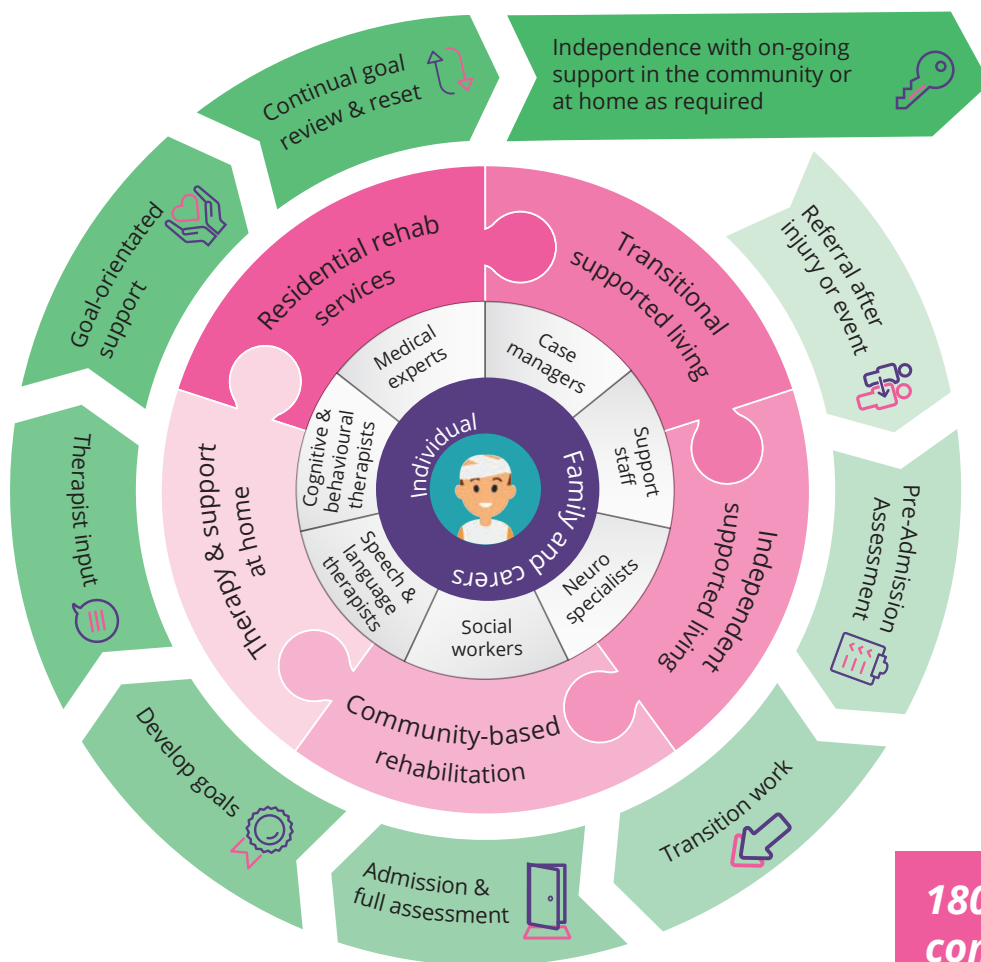 Independence with on-going
support in the community or
at home as required
Referral after
injury or event
Pre-Admission
Assessment
Transition work
Admission &
full assessment
Develop goals
Therapist input
Goal-orientated
support
Continual goal
review & reset
Residential rehab
services
Transitional
supported living
Independent
supported living
Community-based
rehabilitation
Therapy & support
at home
Medical
experts
Case
managers
Support
staff
Neuro
specialists
Social
workers
Speech &
language
therapists
Cognitive &
behavioural
therapists
Individual
Family and carers
180